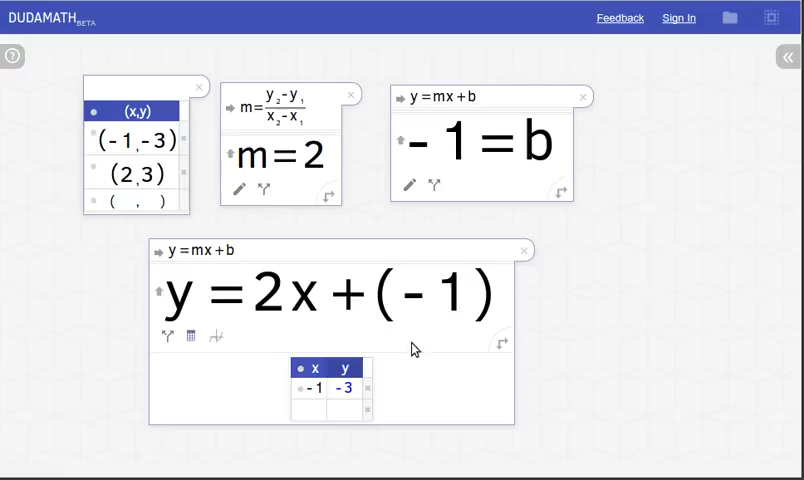 DUDAMATH BETA
Feedback Sign In
(x,y)
(-1,-3)
(2,3)
( , )
m=(y₂-y₁)/(x₂-x₁)
m=2
y=mx+b
-1=b
y=mx+b
y=2x+(-1)
x y
-1 -3